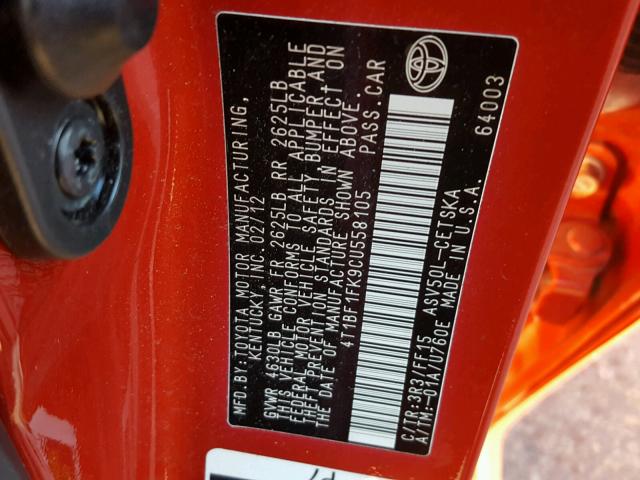 MFD. BY: TOYOTA MOTOR MANUFACTURING,
KENTUCKY, INC. 02/12
GVWR 4630LB GAWR FR 2625LB RR 2625LB
THIS VEHICLE CONFORMS TO ALL APPLICABLE
FEDERAL MOTOR VEHICLE SAFETY, BUMPER AND
THEFT PREVENTION STANDARDS IN EFFECT ON
THE DATE OF MANUFACTURE SHOWN ABOVE.
4T1BF1FK9CU558105 PASS. CAR
C/TR: 3R3/FF15 ASV50L-CETSKA
A/TM: -01A/U760E MADE IN U.S.A.
64003